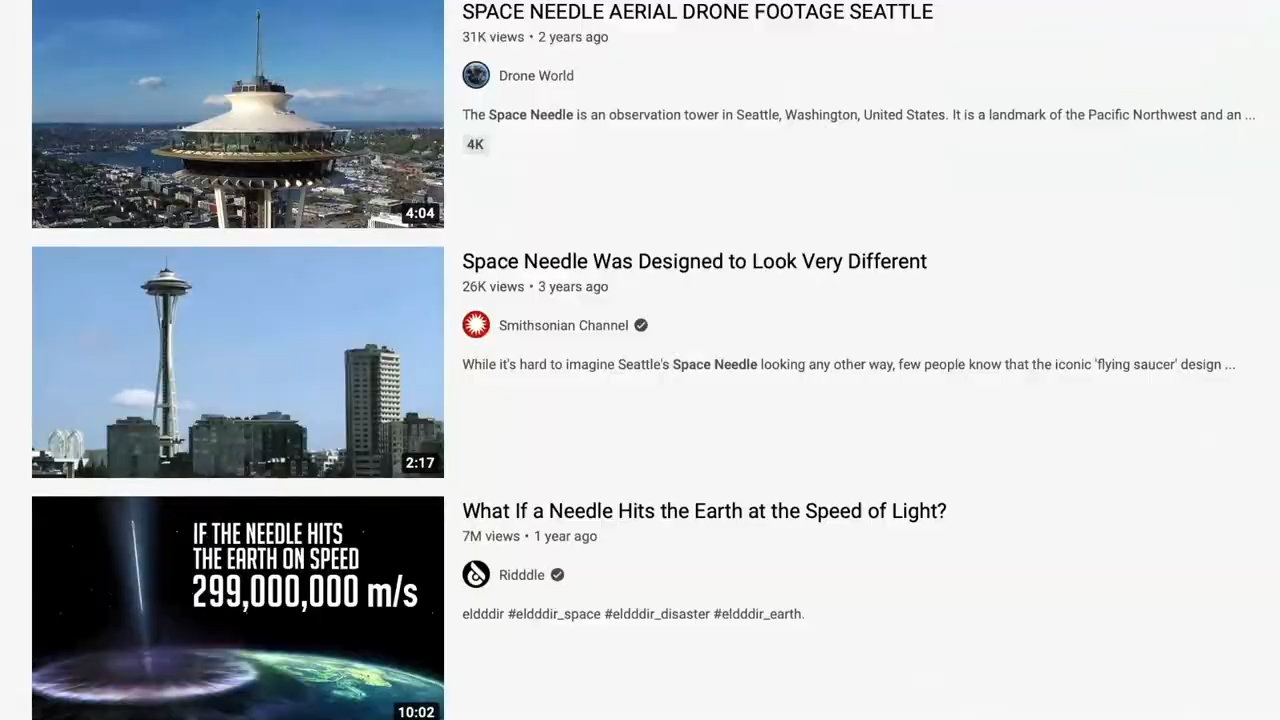 SPACE NEEDLE AERIAL DRONE FOOTAGE SEATTLE
31K views • 2 years ago
Drone World
The Space Needle is an observation tower in Seattle, Washington, United States. It is a landmark of the Pacific Northwest and an ...
4K
4:04
Space Needle Was Designed to Look Very Different
26K views • 3 years ago
Smithsonian Channel
While it's hard to imagine Seattle's Space Needle looking any other way, few people know that the iconic 'flying saucer' design ...
2:17
What If a Needle Hits the Earth at the Speed of Light?
7M views • 1 year ago
Ridddle
eldddir #eldddir_space #eldddir_disaster #eldddir_earth.
IF THE NEEDLE HITS
THE EARTH ON SPEED
299,000,000 m/s
10:02